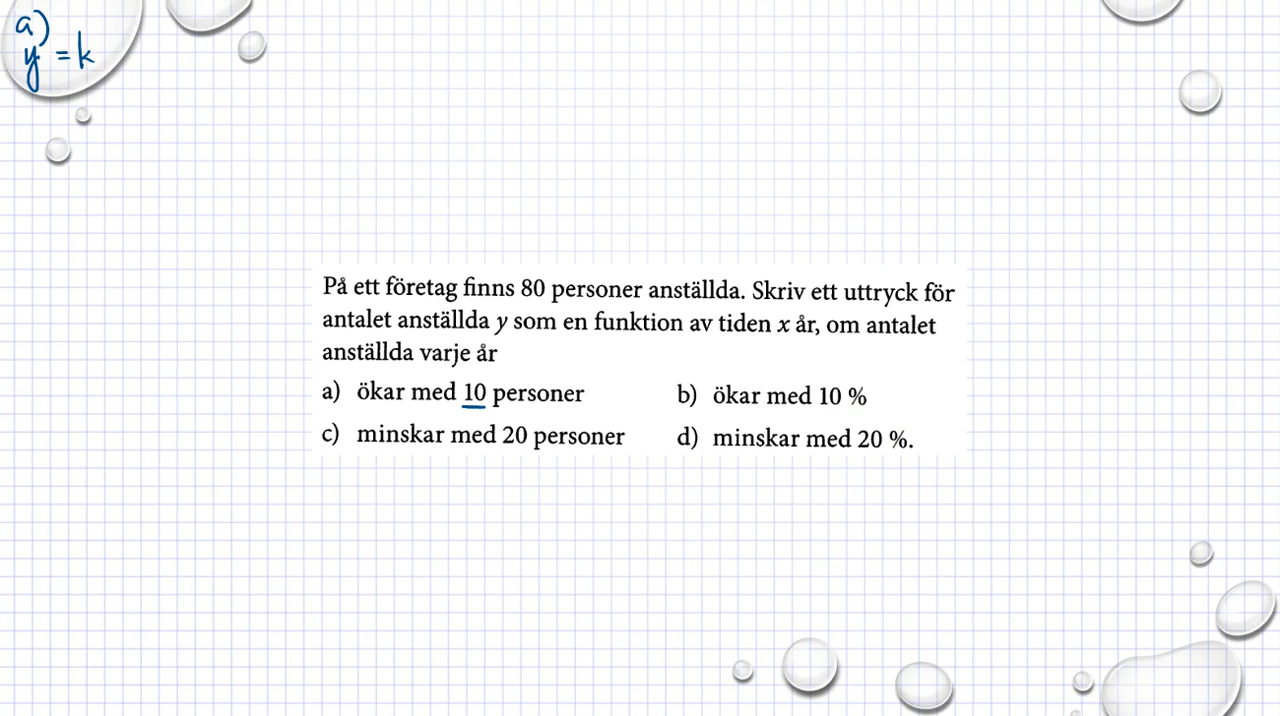 a)
y = k
På ett företag finns 80 personer anställda. Skriv ett uttryck för
antalet anställda y som en funktion av tiden x år, om antalet
anställda varje år
a) ökar med 10 personer b) ökar med 10 %
c) minskar med 20 personer d) minskar med 20 %.